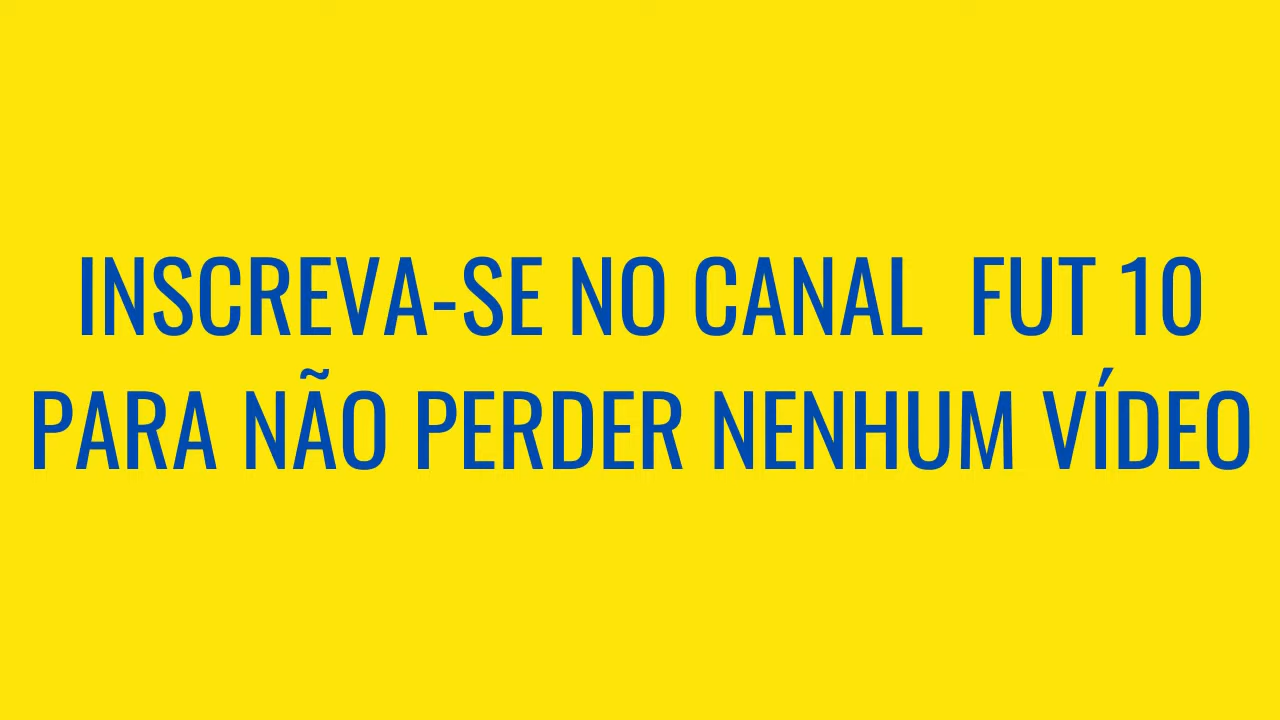 INSCREVA-SE NO CANAL  FUT 10
PARA NÃO PERDER NENHUM VÍDEO